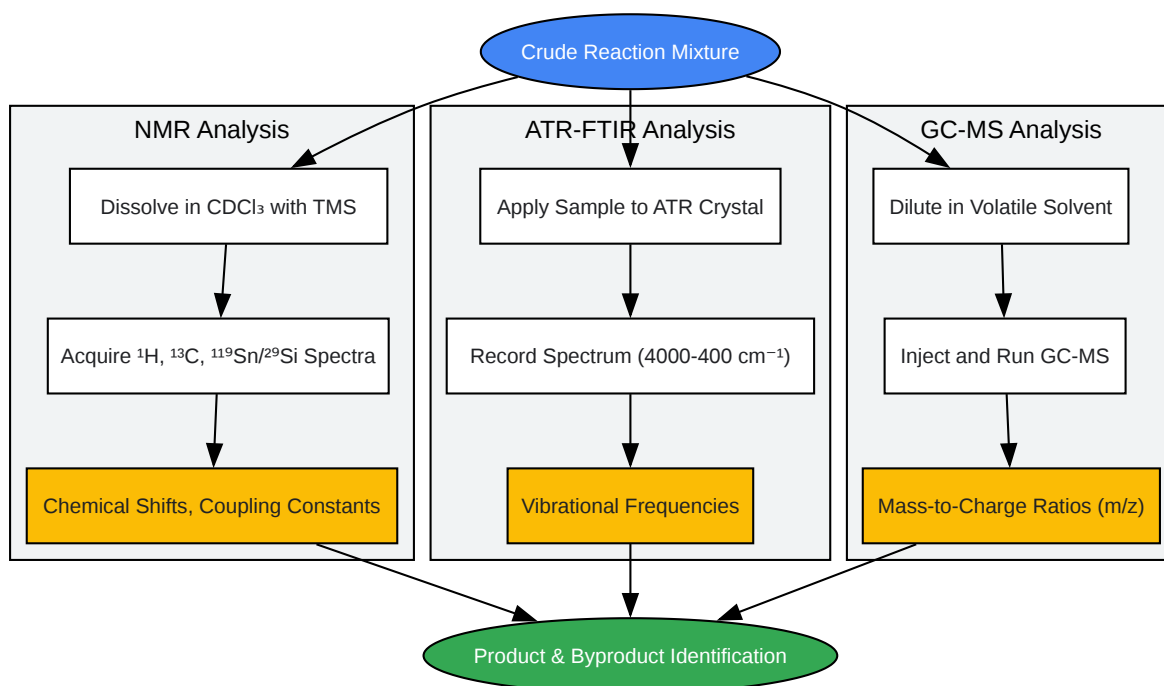 Crude Reaction Mixture
NMR Analysis
Dissolve in CDCl₃ with TMS
Acquire ¹H, ¹³C, ¹¹⁹Sn/²⁹Si Spectra
Chemical Shifts, Coupling Constants
ATR-FTIR Analysis
Apply Sample to ATR Crystal
Record Spectrum (4000-400 cm⁻¹)
Vibrational Frequencies
GC-MS Analysis
Dilute in Volatile Solvent
Inject and Run GC-MS
Mass-to-Charge Ratios (m/z)
Product & Byproduct Identification